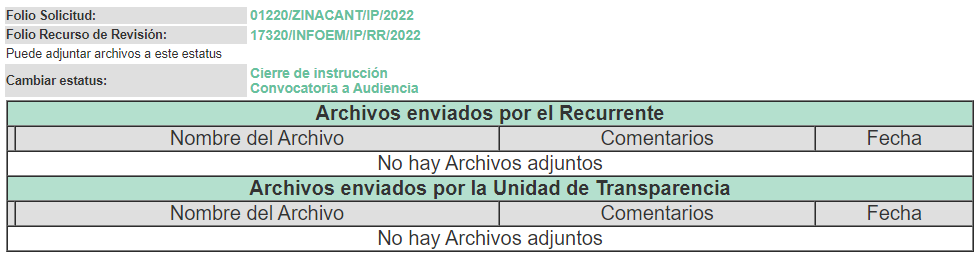 Folio Solicitud: 01220/ZINACANT/IP/2022
Folio Recurso de Revisión: 17320/INFOEM/IP/RR/2022
Puede adjuntar archivos a este estatus
Cambiar estatus: Cierre de instrucción
Convocatoria a Audiencia
Archivos enviados por el Recurrente
Nombre del Archivo Comentarios Fecha
No hay Archivos adjuntos
Archivos enviados por la Unidad de Transparencia
Nombre del Archivo Comentarios Fecha
No hay Archivos adjuntos